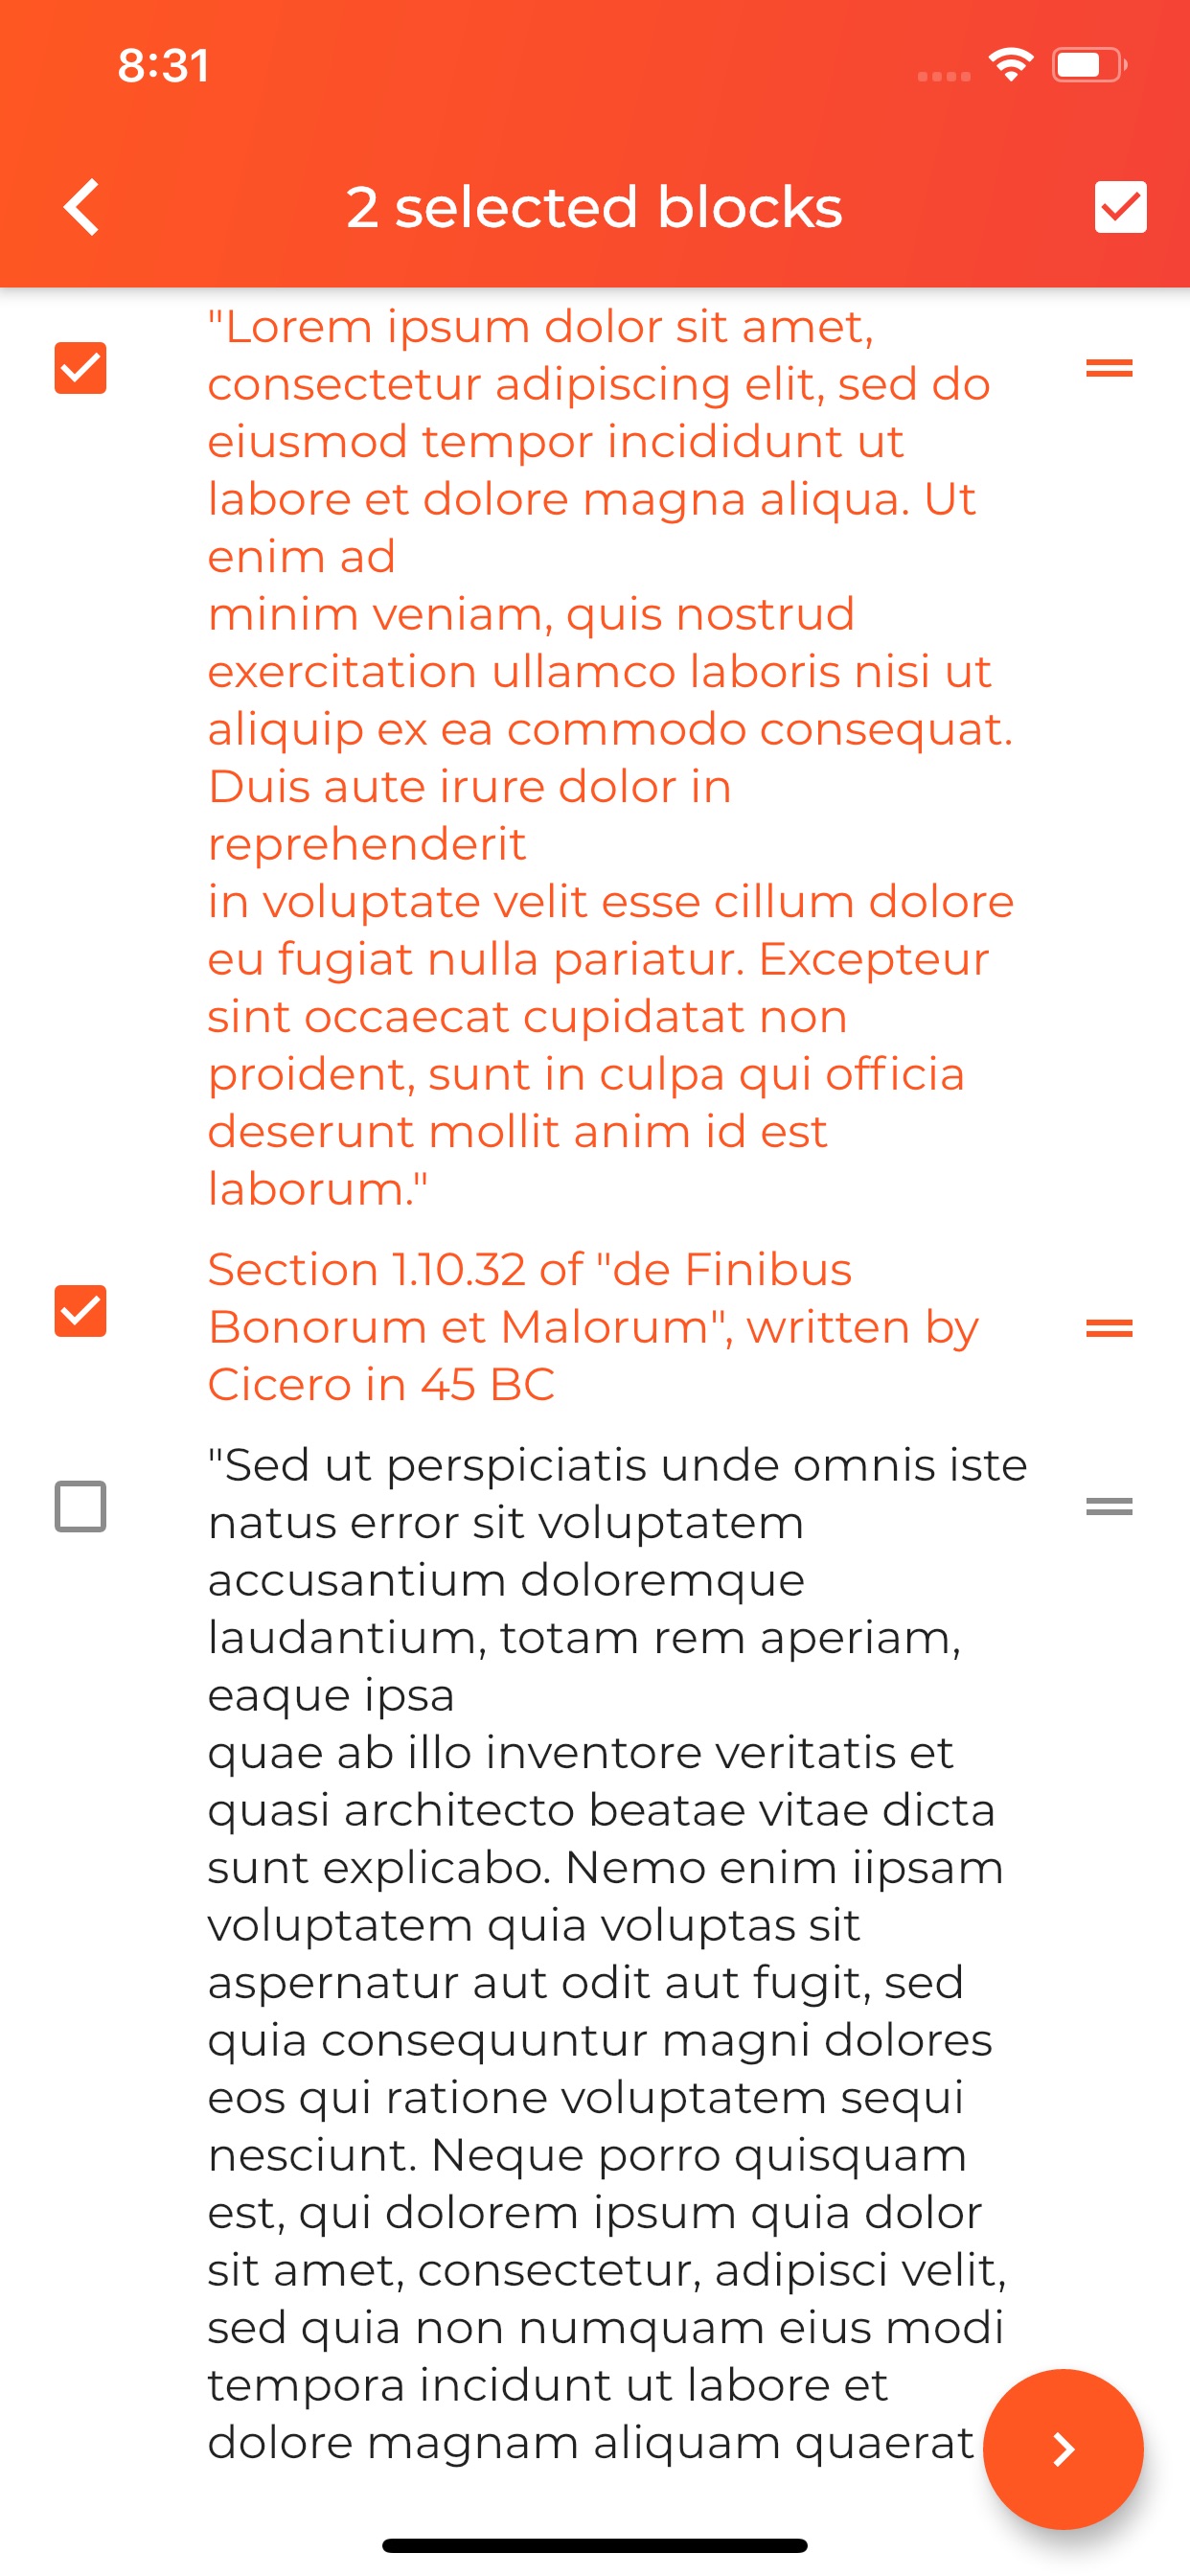 8:31
2 selected blocks
"Lorem ipsum dolor sit amet,
consectetur adipiscing elit, sed do
eiusmod tempor incididunt ut
labore et dolore magna aliqua. Ut
enim ad
minim veniam, quis nostrud
exercitation ullamco laboris nisi ut
aliquip ex ea commodo consequat.
Duis aute irure dolor in
reprehenderit
in voluptate velit esse cillum dolore
eu fugiat nulla pariatur. Excepteur
sint occaecat cupidatat non
proident, sunt in culpa qui officia
deserunt mollit anim id est
laborum."
Section 1.10.32 of "de Finibus
Bonorum et Malorum", written by
Cicero in 45 BC
"Sed ut perspiciatis unde omnis iste
natus error sit voluptatem
accusantium doloremque
laudantium, totam rem aperiam,
eaque ipsa
quae ab illo inventore veritatis et
quasi architecto beatae vitae dicta
sunt explicabo. Nemo enim iipsam
voluptatem quia voluptas sit
aspernatur aut odit aut fugit, sed
quia consequuntur magni dolores
eos qui ratione voluptatem sequi
nesciunt. Neque porro quisquam
est, qui dolorem ipsum quia dolor
sit amet, consectetur, adipisci velit,
sed quia non numquam eius modi
tempora incidunt ut labore et
dolore magnam aliquam quaerat